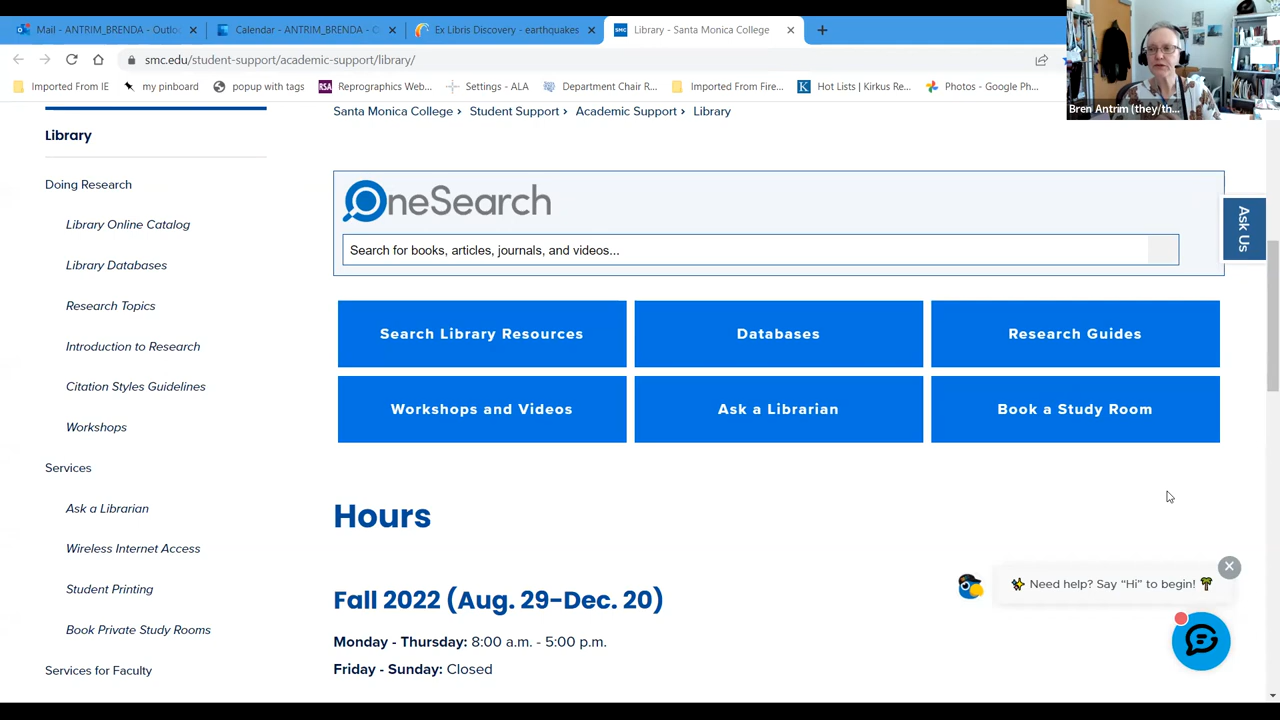 Mail - ANTRIM_BRENDA - Outlo
Calendar - ANTRIM_BRENDA - O
Ex Libris Discovery - earthquakes
SMC Library - Santa Monica College
smc.edu/student-support/academic-support/library/
Imported From IE
my pinboard
popup with tags
RSA Reprographics Web...
Settings - ALA
Department Chair R...
Imported From Fire...
K Hot Lists | Kirkus Re...
Photos - Google Ph...
Bren Antrim (they/th...
Santa Monica College › Student Support › Academic Support › Library
Library
Doing Research
Library Online Catalog
Library Databases
Research Topics
Introduction to Research
Citation Styles Guidelines
Workshops
Services
Ask a Librarian
Wireless Internet Access
Student Printing
Book Private Study Rooms
Services for Faculty
OneSearch
Search for books, articles, journals, and videos...
Ask Us
Search Library Resources
Databases
Research Guides
Workshops and Videos
Ask a Librarian
Book a Study Room
Hours
Fall 2022 (Aug. 29-Dec. 20)
Monday - Thursday: 8:00 a.m. - 5:00 p.m.
Friday - Sunday: Closed
✨ Need help? Say “Hi” to begin! 🌴